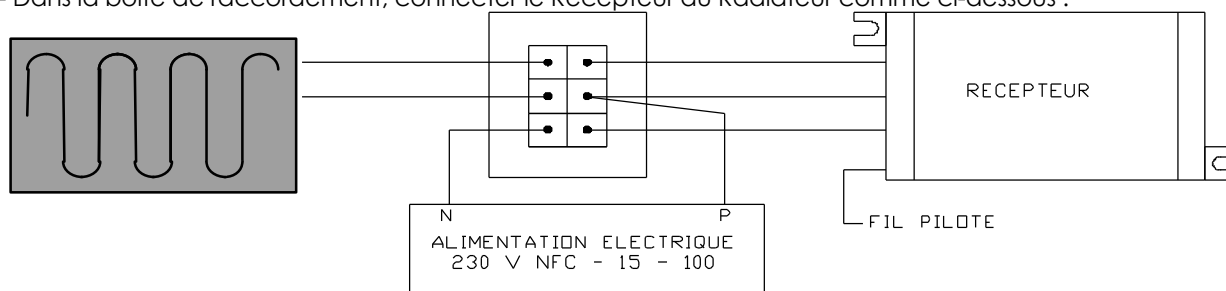 - Dans la boîte de raccordement, connecter le Récepteur au Radiateur comme ci-dessous :
RECEPTEUR
N P
FIL PILOTE
ALIMENTATION ELECTRIQUE
230 V NFC - 15 - 100